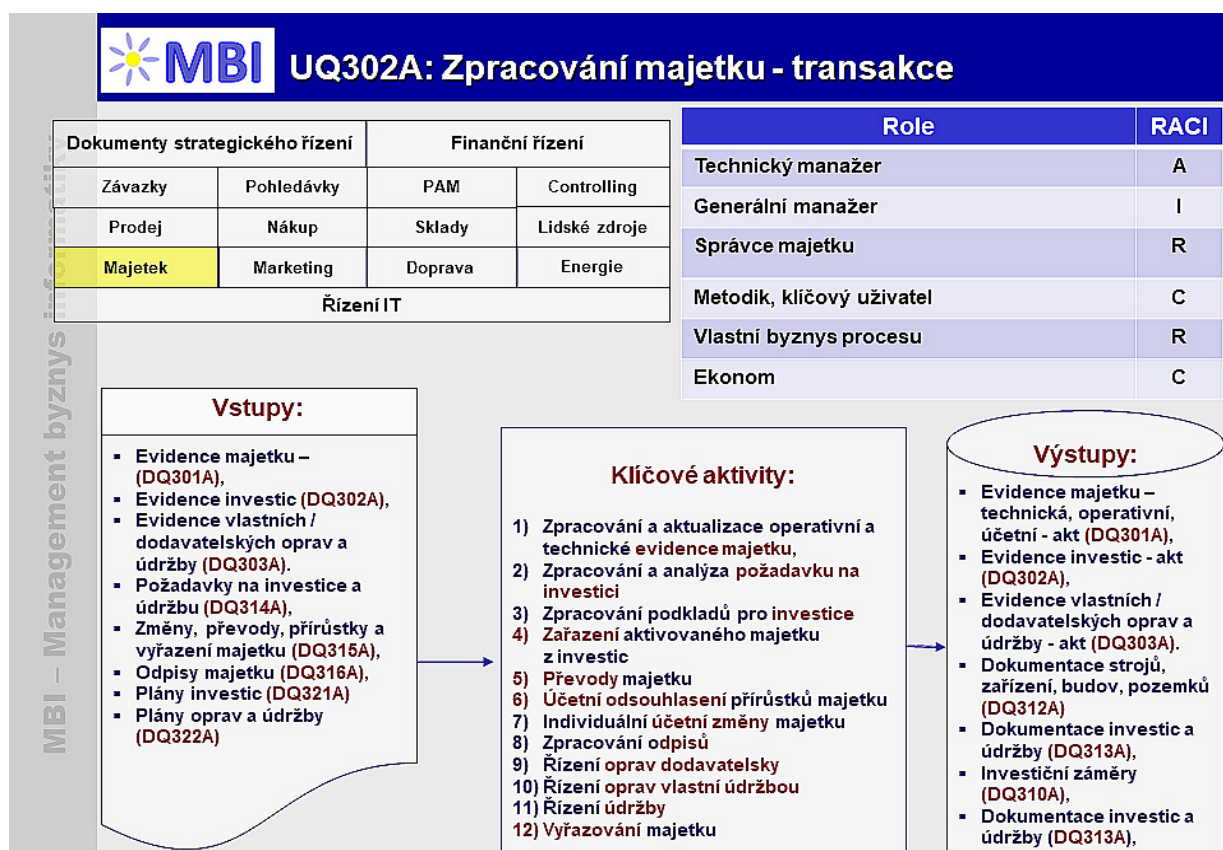 MBI
UQ302A: Zpracování majetku - transakce
MBI – Management byznys informatiky
Dokumenty strategického řízení Finanční řízení
Závazky Pohledávky PAM Controlling
Prodej Nákup Sklady Lidské zdroje
Majetek Marketing Doprava Energie
Řízení IT
Role RACI
Technický manažer A
Generální manažer I
Správce majetku R
Metodik, klíčový uživatel C
Vlastní byznys procesu R
Ekonom C
Vstupy:
▪ Evidence majetku –
(DQ301A),
▪ Evidence investic (DQ302A),
▪ Evidence vlastních /
dodavatelských oprav a
údržby (DQ303A).
▪ Požadavky na investice a
údržbu (DQ314A),
▪ Změny, převody, přírůstky a
vyřazení majetku (DQ315A),
▪ Odpisy majetku (DQ316A),
▪ Plány investic (DQ321A)
▪ Plány oprav a údržby
(DQ322A)
Klíčové aktivity:
1) Zpracování a aktualizace operativní a
technické evidence majetku,
2) Zpracování a analýza požadavku na
investici
3) Zpracování podkladů pro investice
4) Zařazení aktivovaného majetku
z investic
5) Převody majetku
6) Účetní odsouhlasení přírůstků majetku
7) Individuální účetní změny majetku
8) Zpracování odpisů
9) Řízení oprav dodavatelsky
10) Řízení oprav vlastní údržbou
11) Řízení údržby
12) Vyřazování majetku
Výstupy:
▪ Evidence majetku –
technická, operativní,
účetní - akt (DQ301A),
▪ Evidence investic - akt
(DQ302A),
▪ Evidence vlastních /
dodavatelských oprav a
údržby - akt (DQ303A).
▪ Dokumentace strojů,
zařízení, budov, pozemků
(DQ312A)
▪ Dokumentace investic a
údržby (DQ313A),
▪ Investiční záměry
(DQ310A),
▪ Dokumentace investic a
údržby (DQ313A),